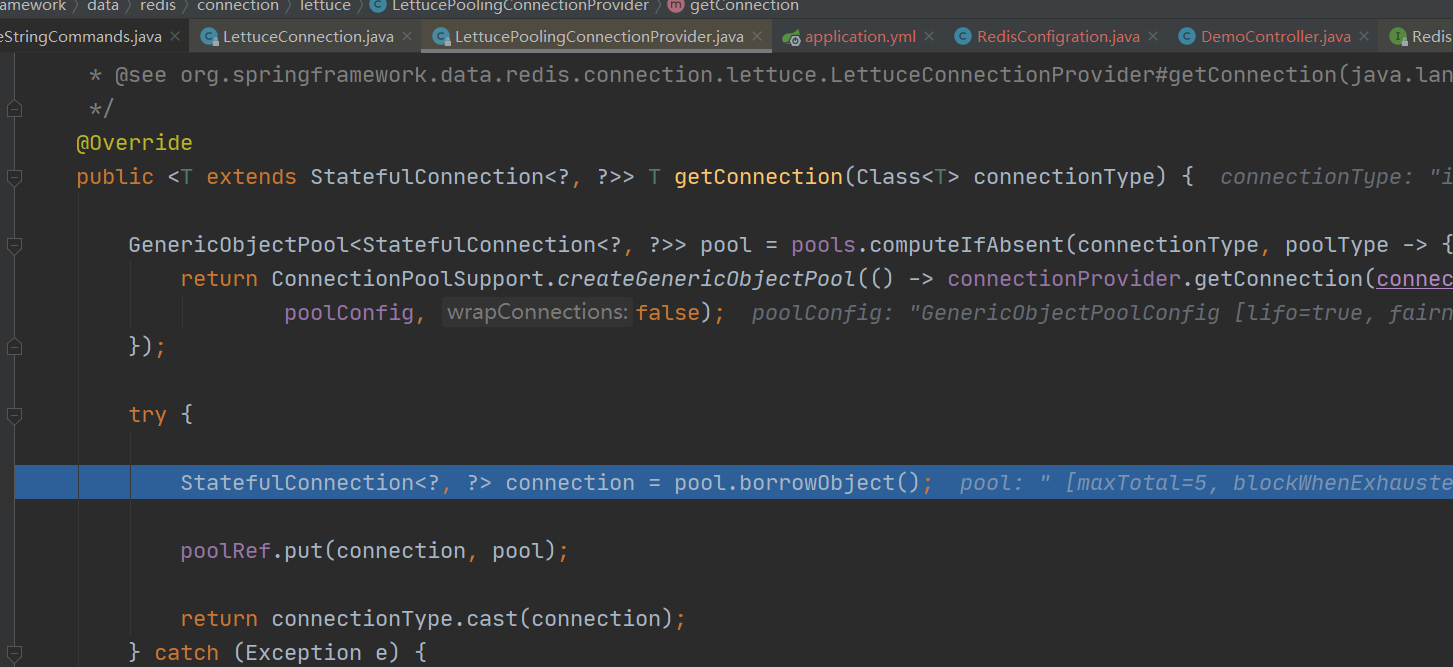 amework 〉 data 〉 redis 〉 connection 〉 lettuce 〉 LettucePoolingConnectionProvider 〉 getConnection
eStringCommands.java LettuceConnection.java LettucePoolingConnectionProvider.java application.yml RedisConfigration.java DemoController.java Redis
* @see org.springframework.data.redis.connection.lettuce.LettuceConnectionProvider#getConnection(java.lan
*/
@Override
public <T extends StatefulConnection<?, ?>> T getConnection(Class<T> connectionType) { connectionType: "i
GenericObjectPool<StatefulConnection<?, ?>> pool = pools.computeIfAbsent(connectionType, poolType -> {
return ConnectionPoolSupport.createGenericObjectPool(() -> connectionProvider.getConnection(connec
poolConfig, wrapConnections: false); poolConfig: "GenericObjectPoolConfig [lifo=true, fairn
});
try {
StatefulConnection<?, ?> connection = pool.borrowObject(); pool: " [maxTotal=5, blockWhenExhauste
poolRef.put(connection, pool);
return connectionType.cast(connection);
} catch (Exception e) {